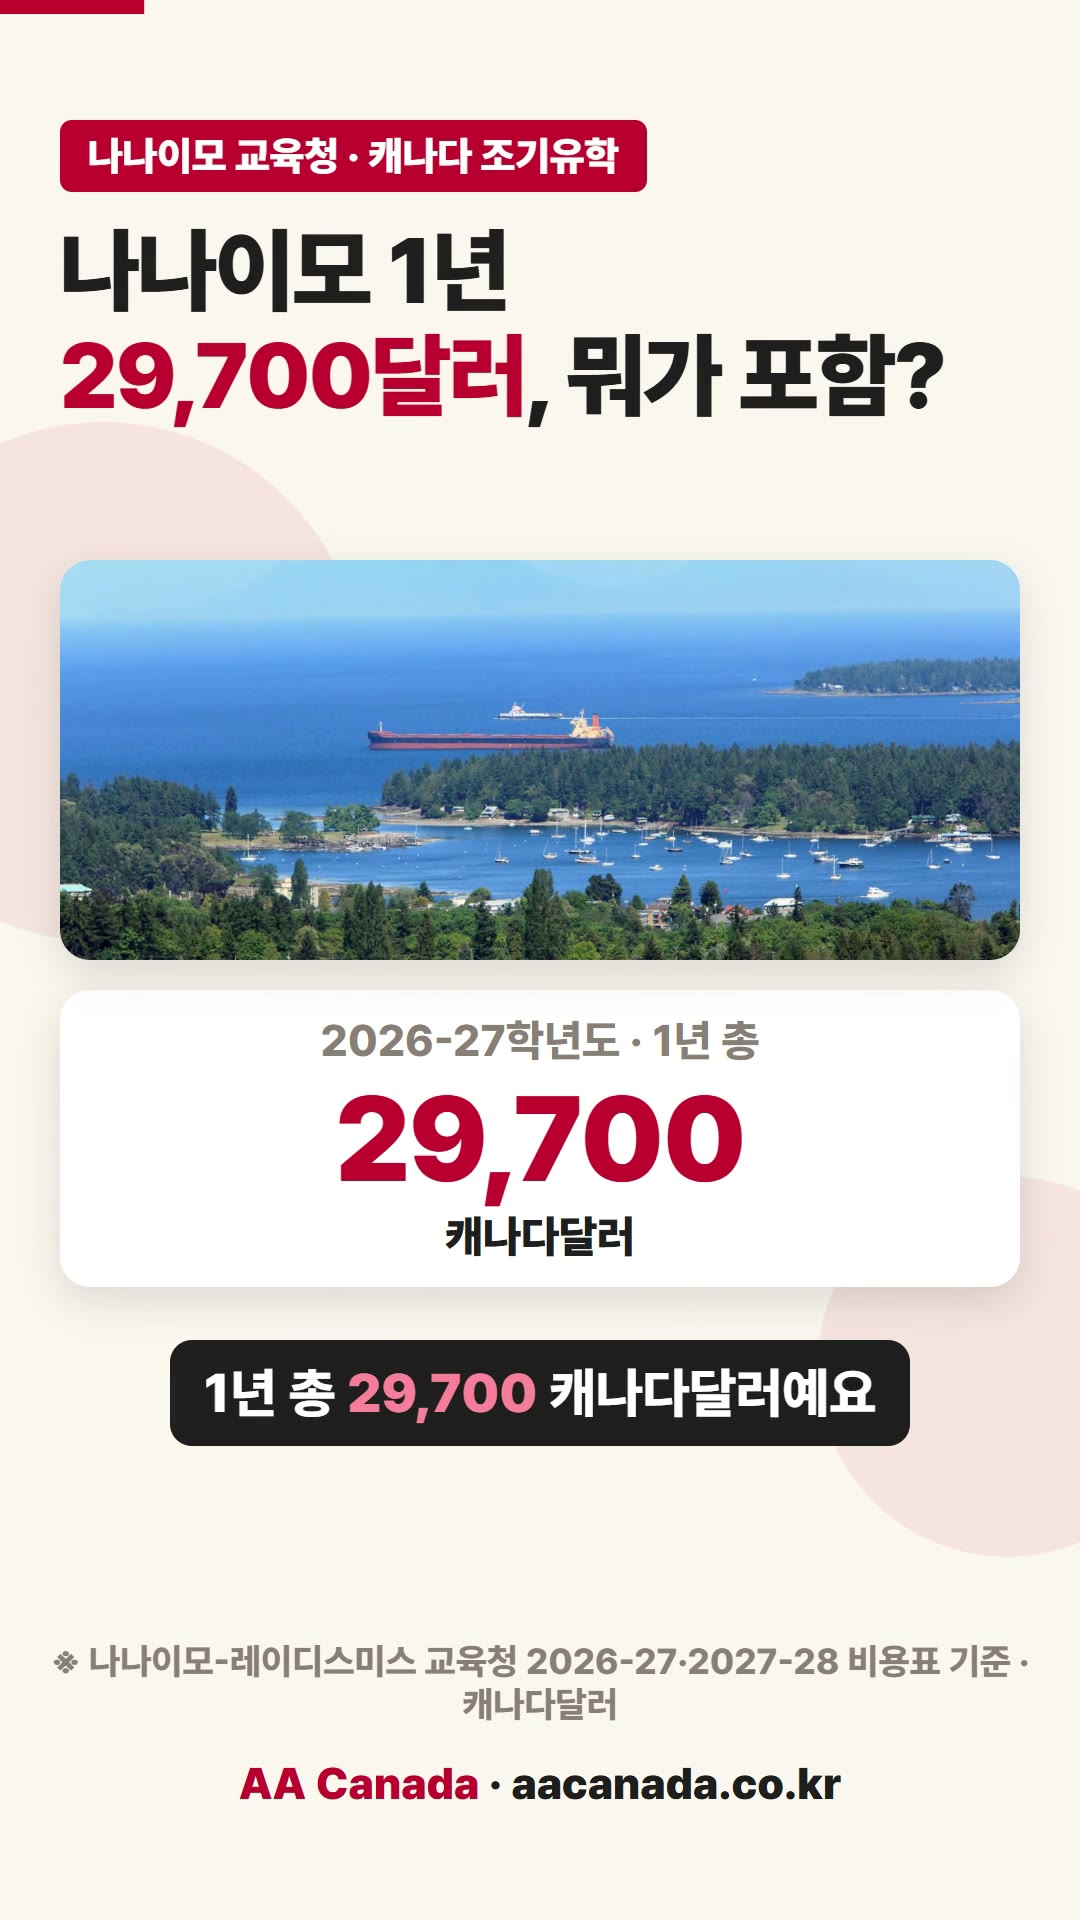 나나이모 교육청 · 캐나다 조기유학
나나이모 1년
29,700달러, 뭐가 포함?
2026-27학년도 · 1년 총
29,700
캐나다달러
1년 총 29,700 캐나다달러예요
※ 나나이모-레이디스미스 교육청 2026-27·2027-28 비용표 기준 ·
캐나다달러
AA Canada · aacanada.co.kr